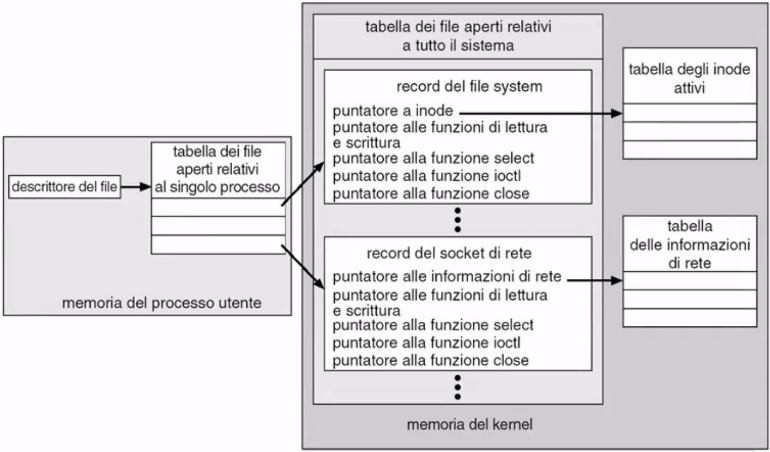 descrittore del file
tabella dei file
aperti relativi
al singolo processo
memoria del processo utente
tabella dei file aperti relativi
a tutto il sistema
record del file system
puntatore a inode
puntatore alle funzioni di lettura
e scrittura
puntatore alla funzione select
puntatore alla funzione ioctl
puntatore alla funzione close
record del socket di rete
puntatore alle informazioni di rete
puntatore alle funzioni di lettura
e scrittura
puntatore alla funzione select
puntatore alla funzione ioctl
puntatore alla funzione close
memoria del kernel
tabella degli inode
attivi
tabella
delle informazioni
di rete